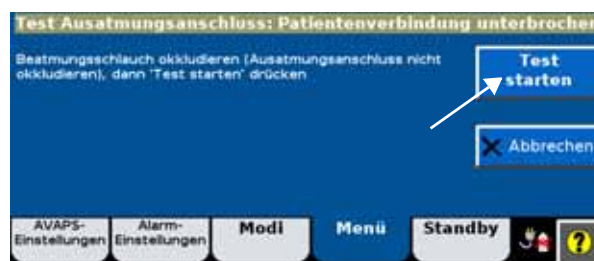 Test Ausatmungsanschluss: Patientenverbindung unterbrochen
Beatmungsschlauch okkludieren (Ausatmungsanschluss nicht
okkludieren), dann 'Test starten' drücken
Test
starten
Abbrechen
AVAPS-
Einstellungen
Alarm-
Einstellungen
Modi
Menü
Standby
?